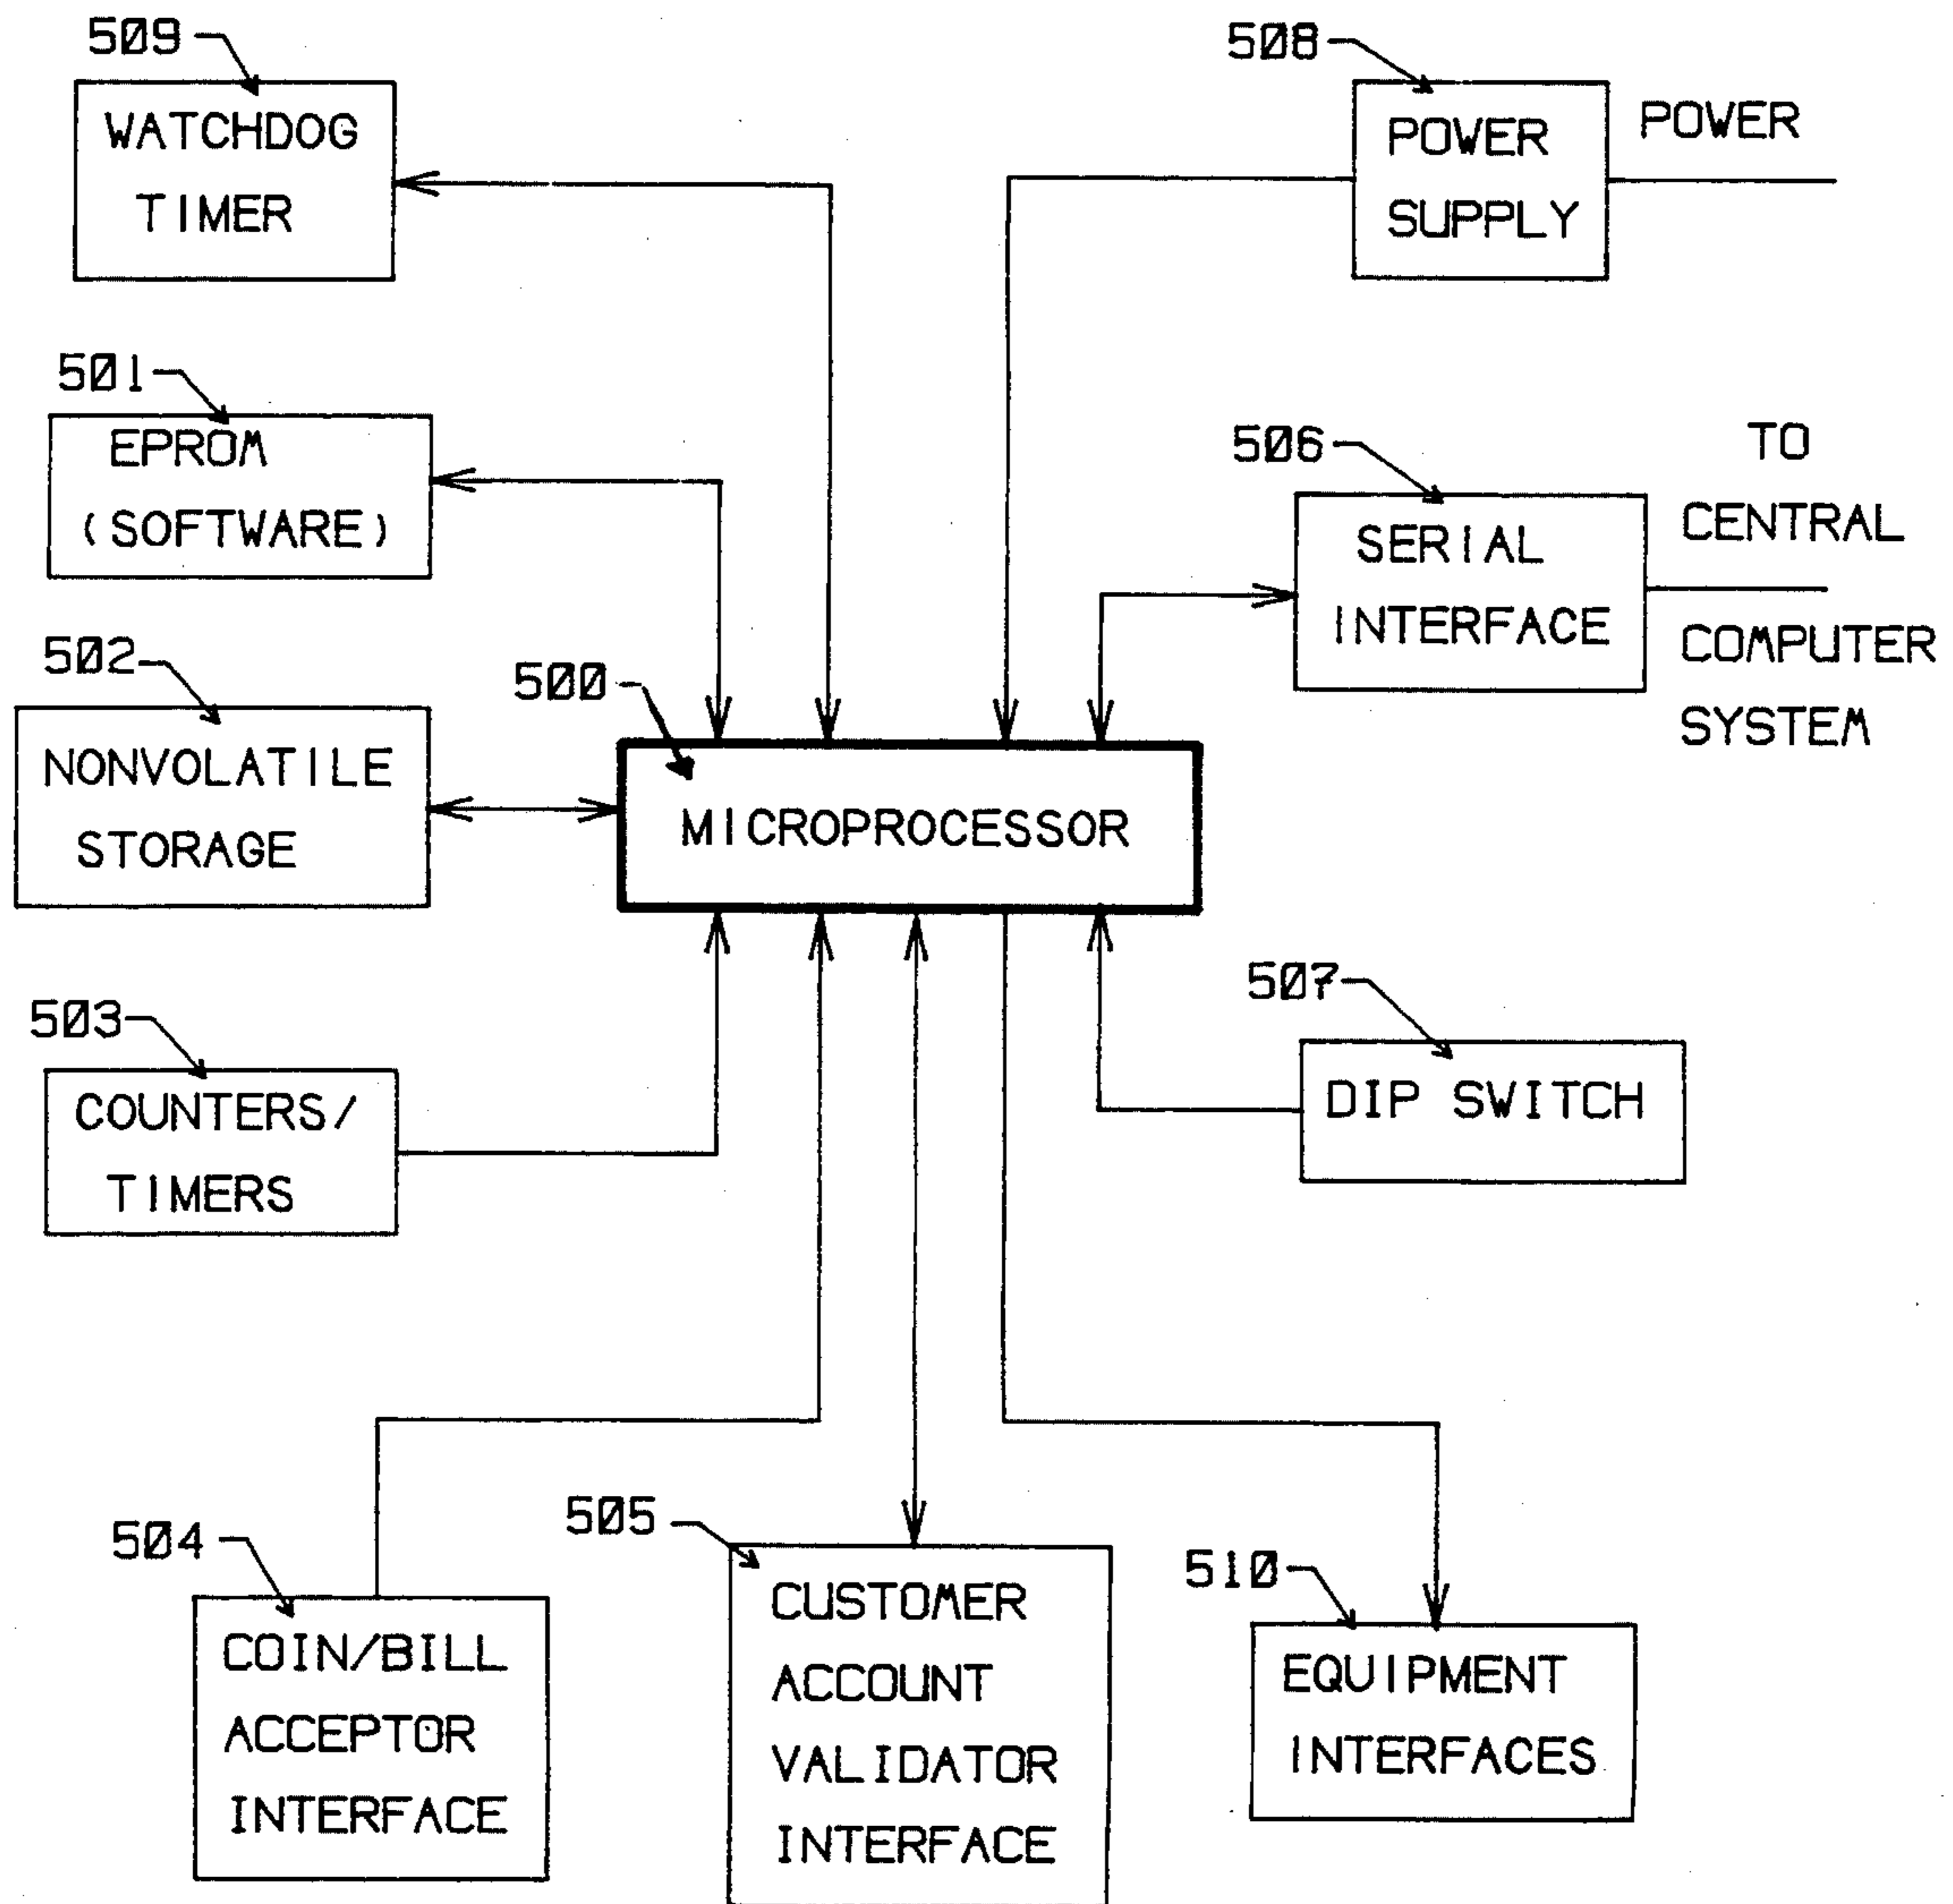 509
WATCHDOG
TIMER
508
POWER
SUPPLY
POWER
501
EPROM
(SOFTWARE)
506
SERIAL
INTERFACE
TO
CENTRAL
COMPUTER
SYSTEM
502
NONVOLATILE
STORAGE
500
MICROPROCESSOR
503
COUNTERS/
TIMERS
507
DIP SWITCH
504
COIN/BILL
ACCEPTOR
INTERFACE
505
CUSTOMER
ACCOUNT
VALIDATOR
INTERFACE
510
EQUIPMENT
INTERFACES